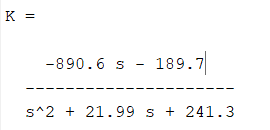 K =
-890.6 s - 189.7
---------------------
s^2 + 21.99 s + 241.3